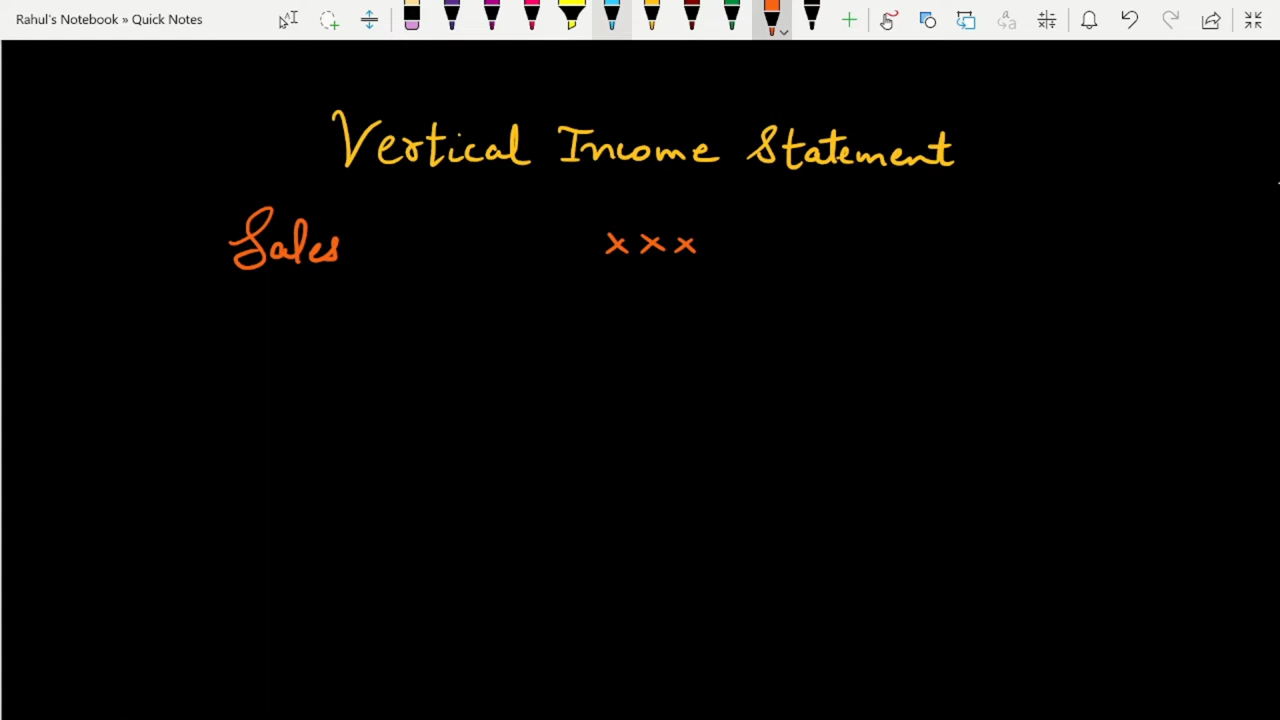 Rahul's Notebook » Quick Notes
Vertical Income Statement
Sales xxx